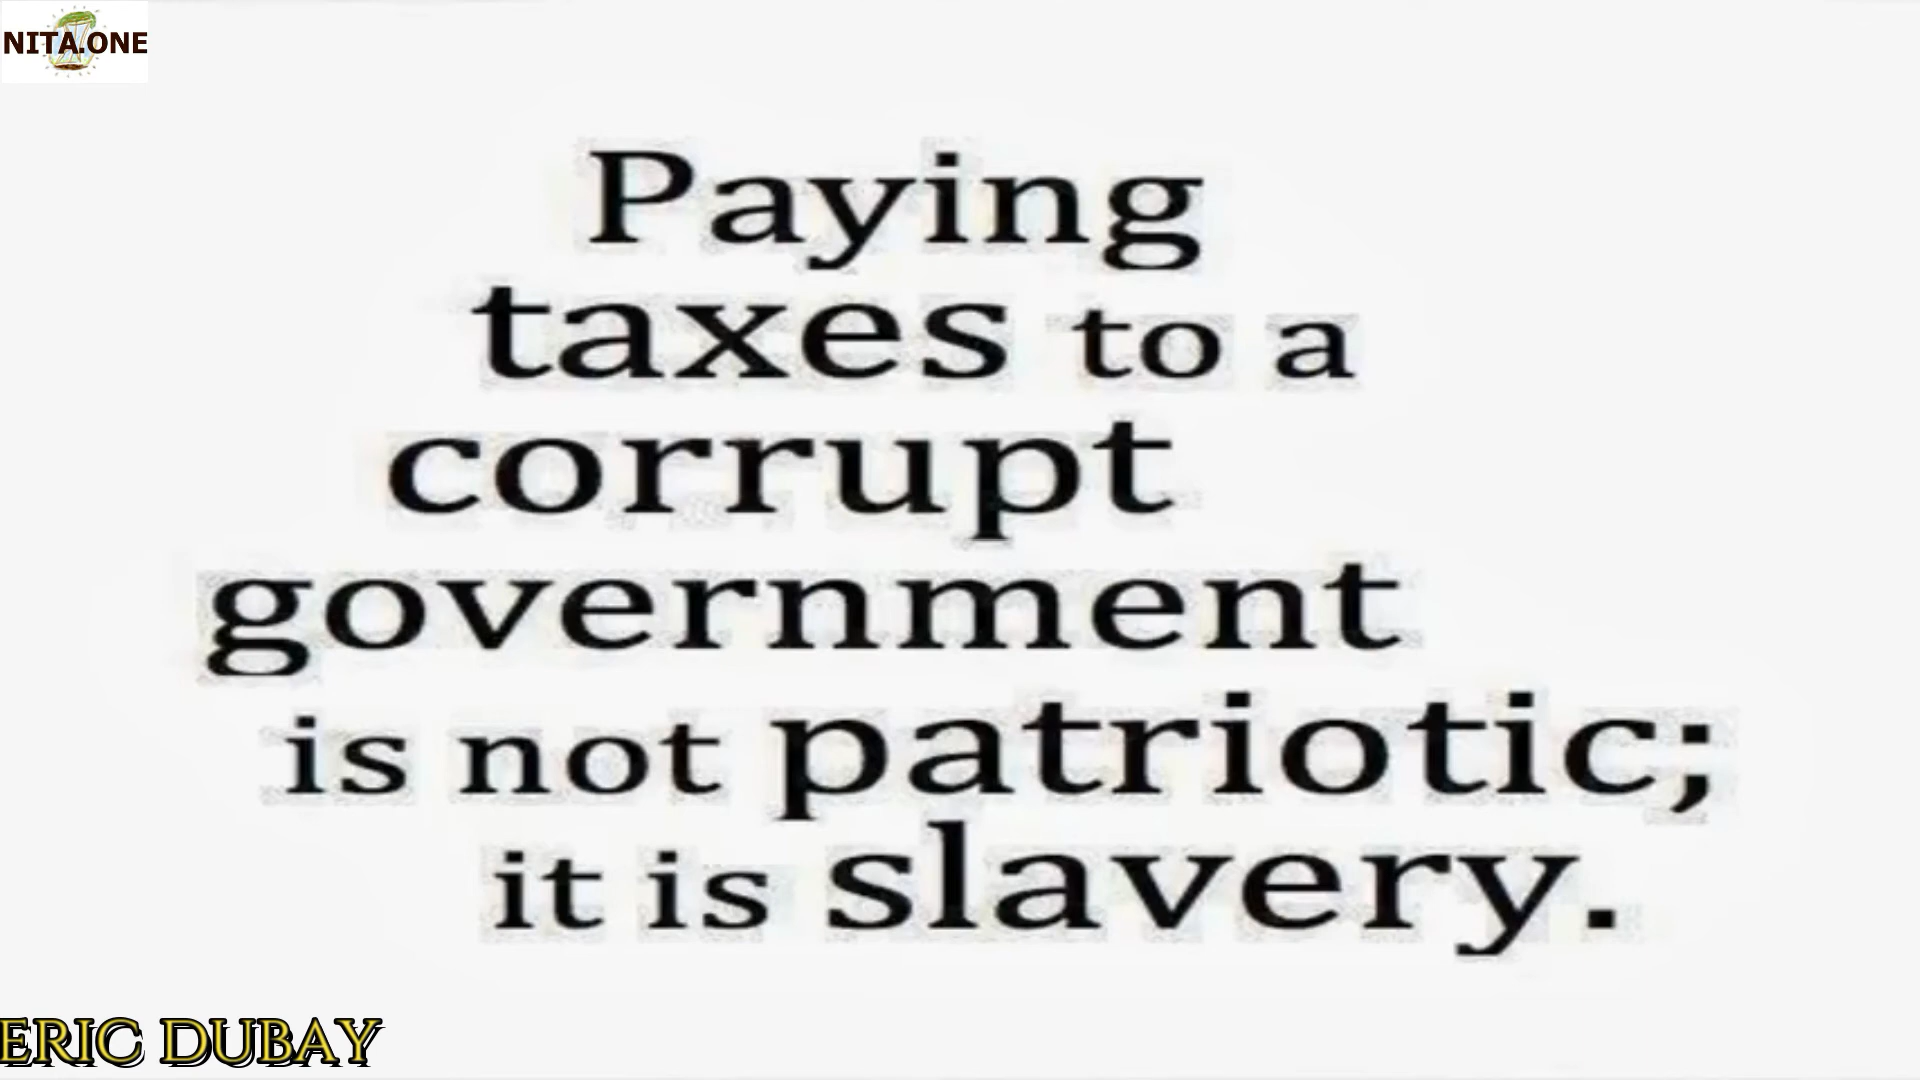 NITA.ONE
Paying
taxes to a
corrupt
government
is not patriotic;
it is slavery.
ERIC DUBAY